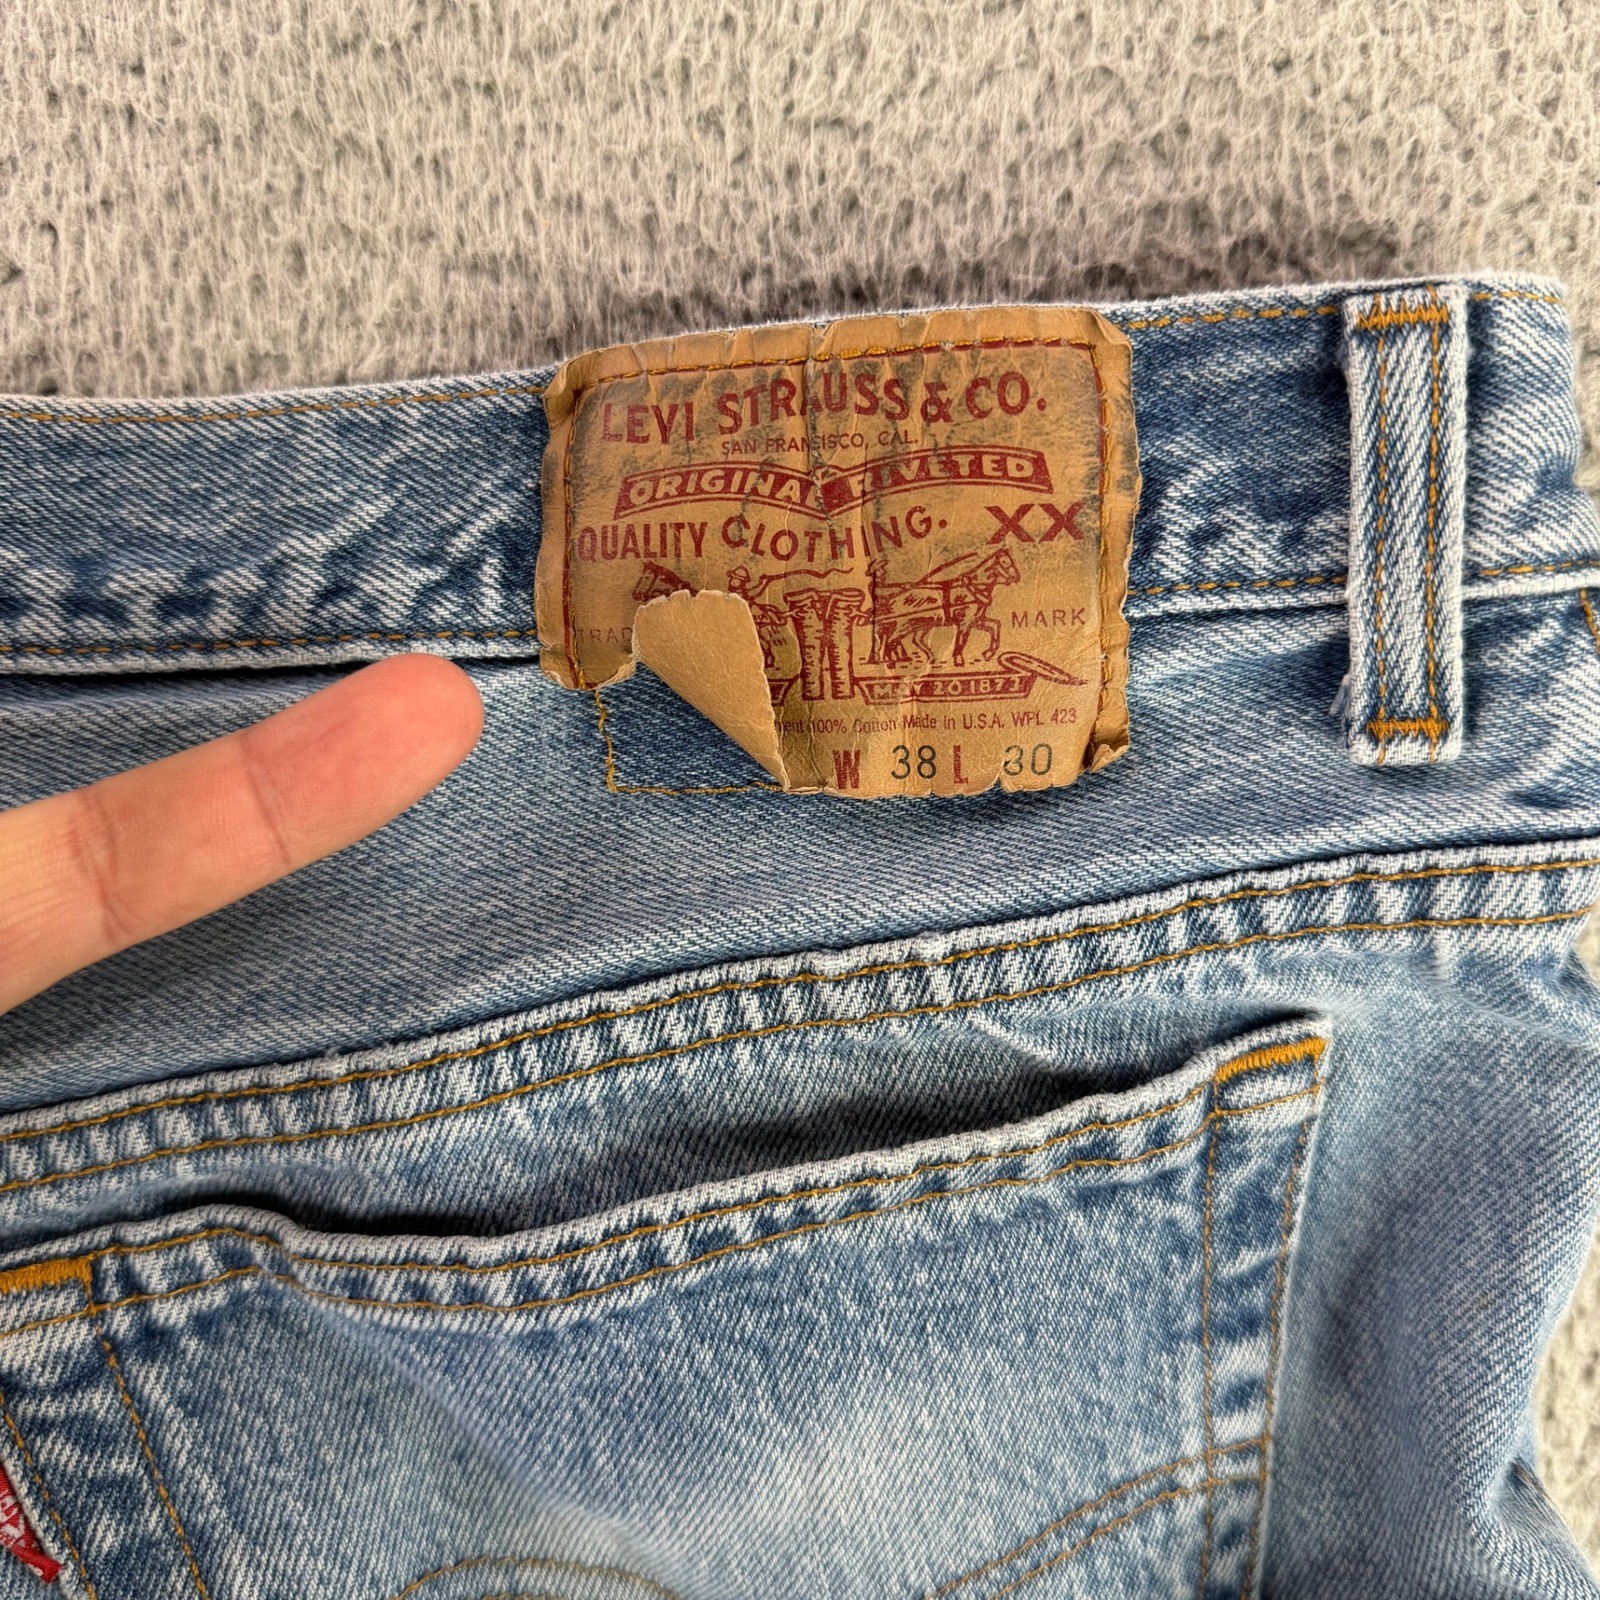 LEVI STRAUSS & CO.
SAN FRANCISCO, CAL.
ORIGINAL RIVETED
QUALITY CLOTHING. XX
TRAD MARK
MAY 20 1873
100% Cotton Made in U.S.A. WPL 423
W 38 L 30